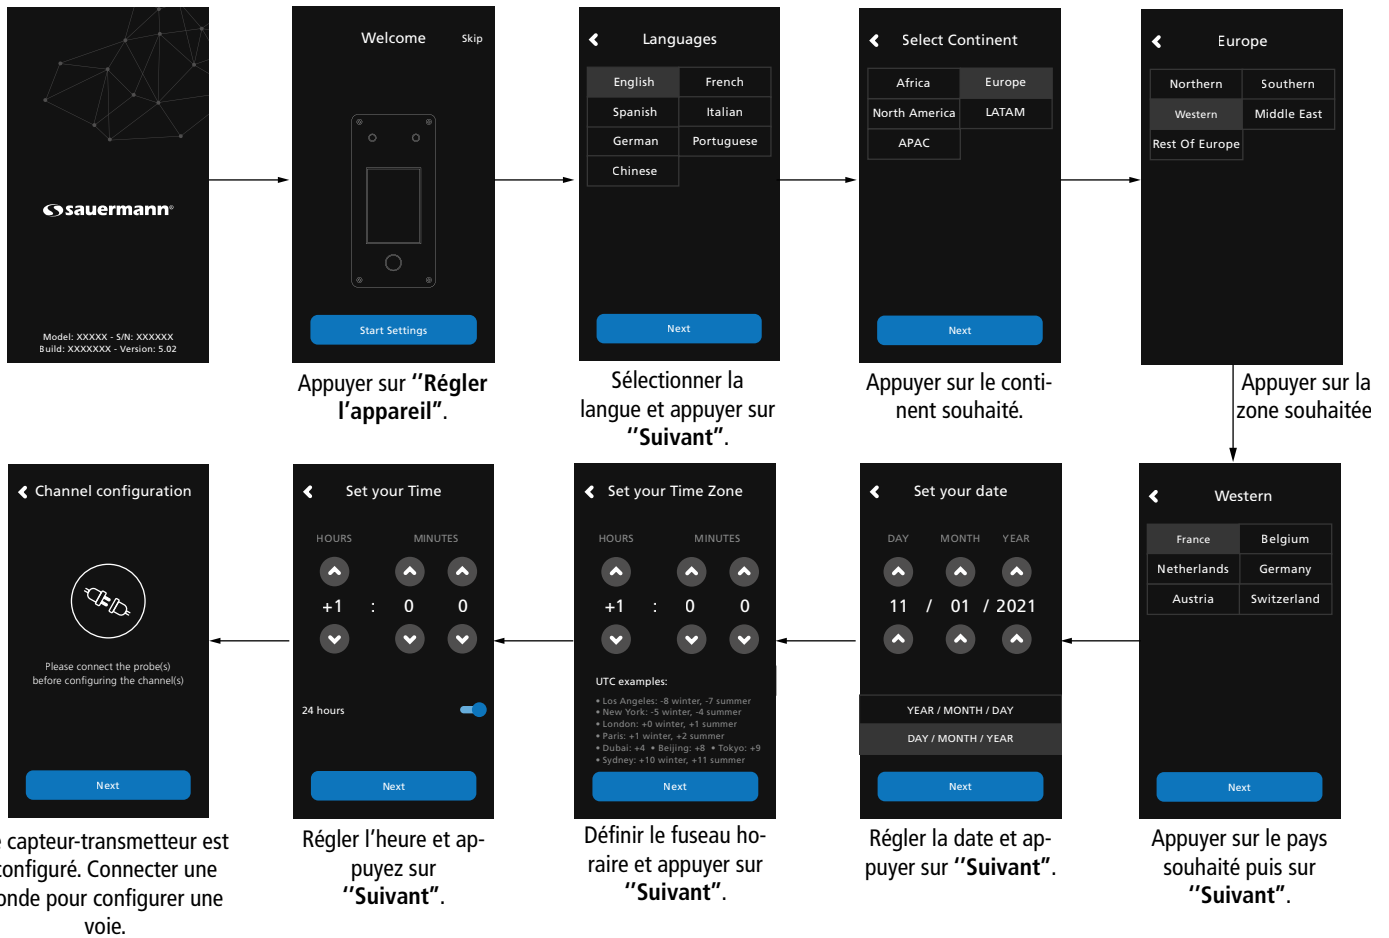 sauermann®
Model: XXXXX - S/N: XXXXXX
Build: XXXXXXX - Version: 5.02
Welcome
Skip
Start Settings
Appuyer sur ‘‘Régler
l’appareil”.
Languages
English French
Spanish Italian
German Portuguese
Chinese
Next
Sélectionner la
langue et appuyer sur
‘‘Suivant”.
Select Continent
Africa Europe
North America LATAM
APAC
Next
Appuyer sur le conti-
nent souhaité.
Europe
Northern Southern
Western Middle East
Rest Of Europe
Appuyer sur la
zone souhaitée
Western
France Belgium
Netherlands Germany
Austria Switzerland
Next
Appuyer sur le pays
souhaité puis sur
‘‘Suivant”.
Set your date
DAY MONTH YEAR
11 / 01 / 2021
YEAR / MONTH / DAY
DAY / MONTH / YEAR
Next
Régler la date et ap-
puyer sur ‘‘Suivant”.
Set your Time Zone
HOURS MINUTES
+1 : 0 0
UTC examples:
• Los Angeles: -8 winter, -7 summer
• New York: -5 winter, -4 summer
• London: +0 winter, +1 summer
• Paris: +1 winter, +2 summer
• Dubai: +4 • Beijing: +8 • Tokyo: +9
• Sydney: +10 winter, +11 summer
Next
Définir le fuseau ho-
raire et appuyer sur
‘‘Suivant”.
Set your Time
HOURS MINUTES
+1 : 0 0
24 hours
Next
Régler l’heure et ap-
puyez sur
‘‘Suivant”.
Channel configuration
Please connect the probe(s)
before configuring the channel(s)
Next
e capteur-transmetteur est
configuré. Connecter une
onde pour configurer une
voie.